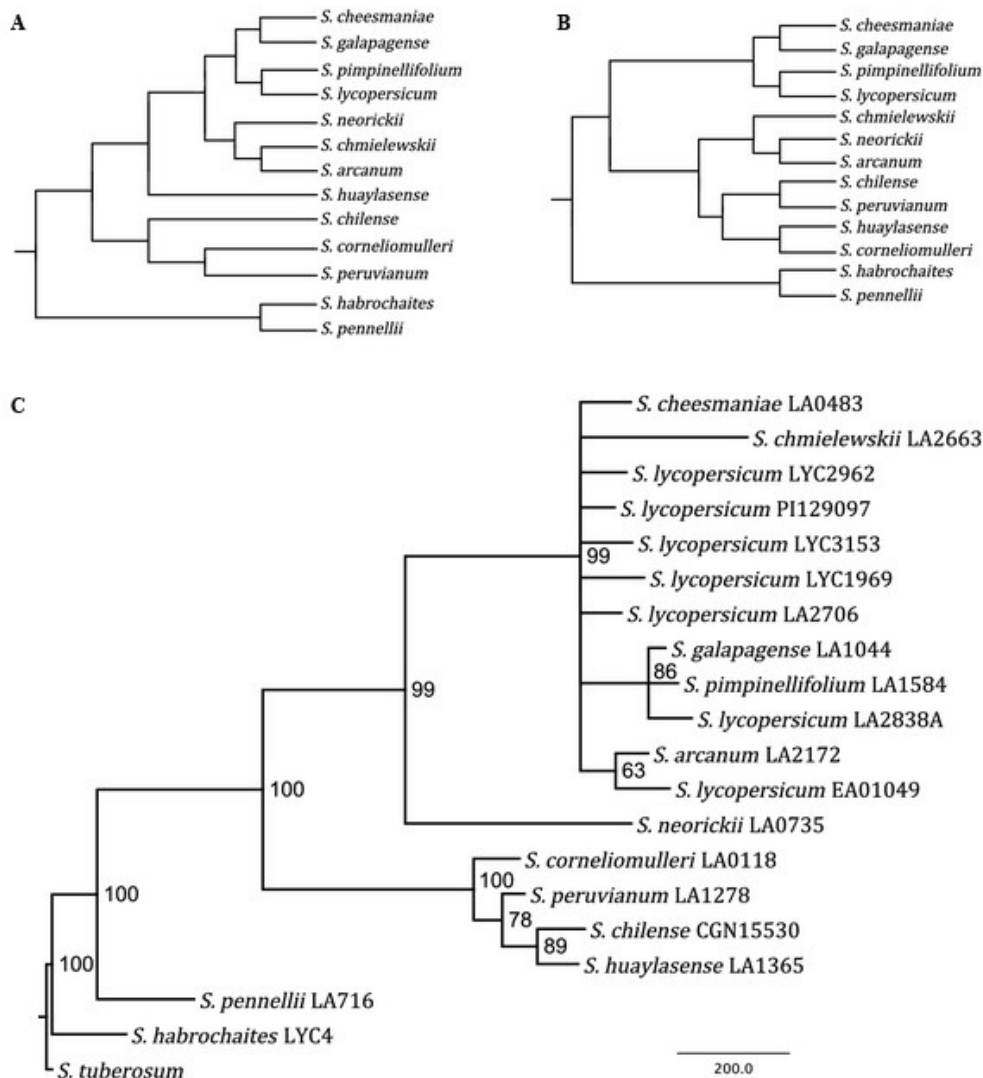 A
S. cheesmaniae
S. galapagense
S. pimpinellifolium
S. lycopersicum
S. neorickii
S. chmielewskii
S. arcanum
S. huaylasense
S. chilense
S. corneliomulleri
S. peruvianum
S. habrochaites
S. pennellii
B
S. cheesmaniae
S. galapagense
S. pimpinellifolium
S. lycopersicum
S. chmielewskii
S. neorickii
S. arcanum
S. chilense
S. peruvianum
S. huaylasense
S. corneliomulleri
S. habrochaites
S. pennellii
C
S. cheesmaniae LA0483
S. chmielewskii LA2663
S. lycopersicum LYC2962
S. lycopersicum PI129097
S. lycopersicum LYC3153
99
S. lycopersicum LYC1969
S. lycopersicum LA2706
S. galapagense LA1044
86
S. pimpinellifolium LA1584
99
S. lycopersicum LA2838A
S. arcanum LA2172
63
S. lycopersicum EA01049
100
S. neorickii LA0735
S. corneliomulleri LA0118
100
S. peruvianum LA1278
100
78
S. chilense CGN15530
89
S. huaylasense LA1365
100
S. pennellii LA716
S. habrochaites LYC4
S. tuberosum
200.0